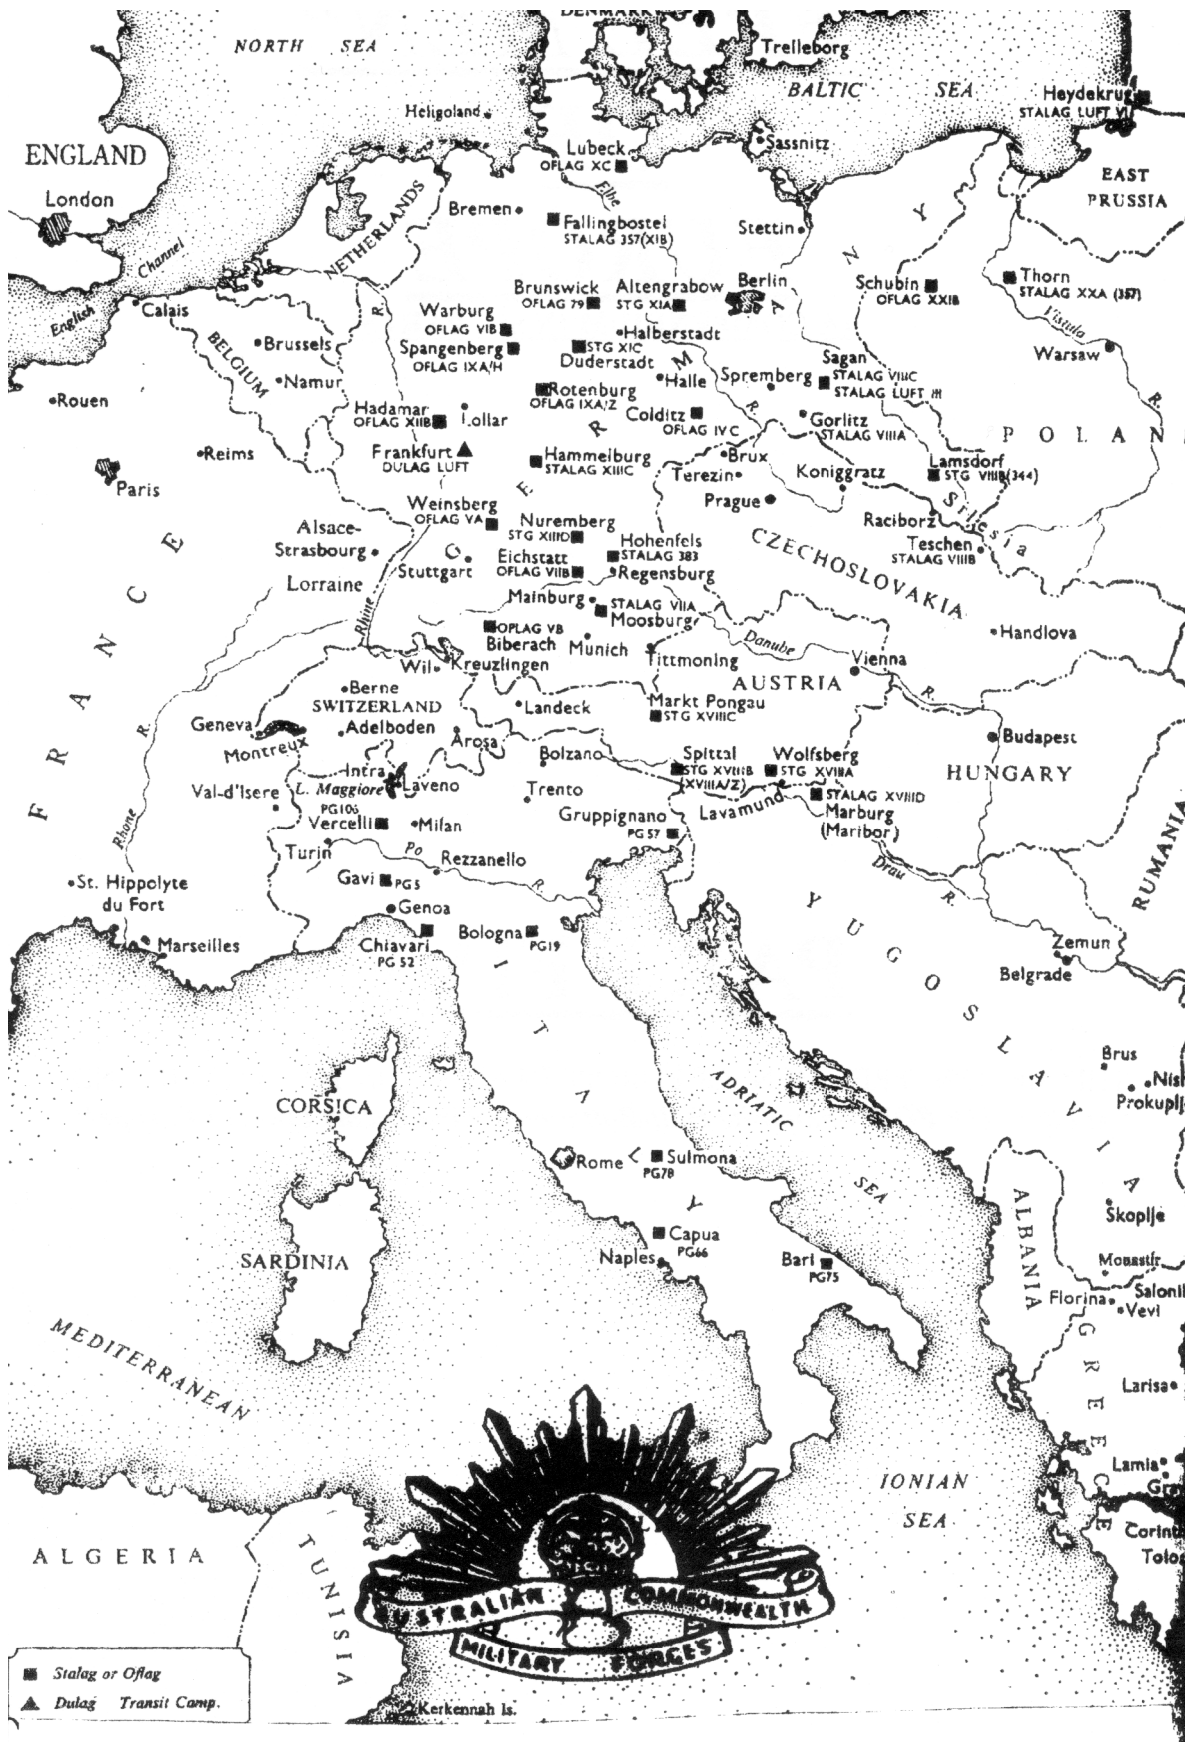 DENMARK
NORTH SEA
Trelleborg
BALTIC SEA
Heydekrug
STALAG LUFT VI
Heligoland
ENGLAND
Lubeck
OFLAG XC
Sassnitz
EAST
PRUSSIA
London
NETHERLANDS
Elbe
Bremen
Fallingbostel
STALAG 357(XIB)
Stettin
Channel
English
Calais
R.
Brunswick
OFLAG 79
Altengrabow
STG XIA
Berlin
Schubin
OFLAG XXIB
Thorn
STALAG XXA (357)
Vistula
R.
Warburg
OFLAG VIB
Halberstadt
BELGIUM
Brussels
Spangenberg
OFLAG IXA/H
STG XIC
Duderstadt
Warsaw
Namur
Halle
Spremberg
Sagan
STALAG VIIIC
STALAG LUFT III
Rouen
Rotenburg
OFLAG IXA/Z
Hadamar
OFLAG XIIB
Lollar
Colditz
OFLAG IVC
R.
Gorlitz
STALAG VIIIA
POLAN
Reims
Frankfurt
DULAG LUFT
Hammelburg
STALAG XIIIC
Brux
Terezin
Koniggratz
Lamsdorf
STG VIIIB(344)
Paris
Prague
Weinsberg
OFLAG VA
Nuremberg
STG XIIID
Raciborz
Silesia
Alsace-
Strasbourg
Hohenfels
STALAG 383
Teschen
STALAG VIIIB
Stuttgart
Eichstatt
OFLAG VIIB
Regensburg
CZECHOSLOVAKIA
GERMANY
Lorraine
Rhine
Mainburg
STALAG VIIA
Moosburg
FRANCE
OPLAG VB
Biberach
Munich
Danube
R.
Handlova
Wil
Kreuzlingen
Tittmoning
Vienna
Berne
SWITZERLAND
AUSTRIA
Landeck
Markt Pongau
STG XVIIIC
Geneva
Adelboden
Montreux
Arosa
Budapest
R.
Bolzano
Spittal
STG XVIIIB
(XVIIIA/Z)
Wolfsberg
STG XVIIIA
HUNGARY
Intra
L. Maggiore
Laveno
Val-d'Isere
Trento
Lavamund
STALAG XVIIID
Marburg
(Maribor)
PG106
Vercelli
Milan
Gruppignano
PG 57
Rhone
Turin
Po
R.
Rezzanello
Drau
R.
RUMANIA
St. Hippolyte
du Fort
Gavi
PG5
Genoa
Marseilles
Chiavari
PG 52
Bologna
PG19
Zemun
Belgrade
YUGOSLAVIA
ITALY
Brus
Nish
Prokuplj
CORSICA
ADRIATIC
SEA
Rome
Sulmona
PG78
Skoplje
Capua
PG66
ALBANIA
SARDINIA
Naples
Bari
PG75
Monastir
Florina
Saloni
Vevi
MEDITERRANEAN
GREECE
Larisa
IONIAN
SEA
Lamia
Corint
Tolo
ALGERIA
TUNISIA
AUSTRALIAN COMMONWEALTH
MILITARY FORCES
Stalag or Oflag
Dulag Transit Camp.
Kerkennah Is.